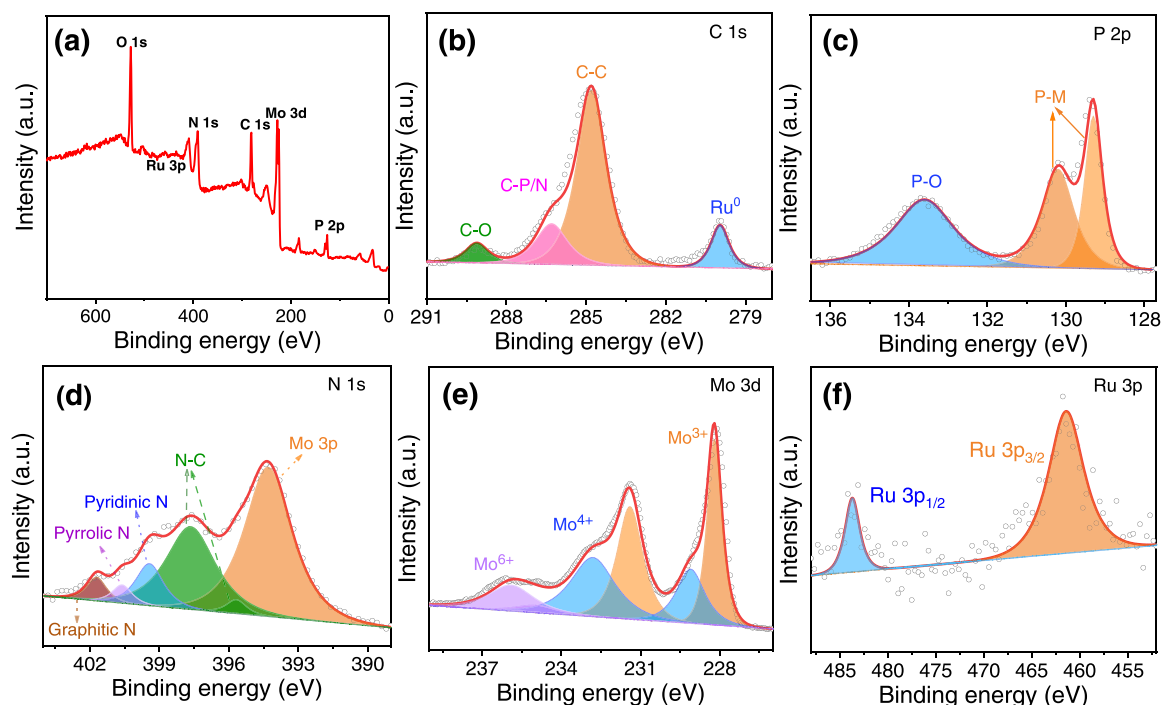 (a)
O 1s
Ru 3p
N 1s
C 1s
Mo 3d
P 2p
Intensity (a.u.)
600 400 200 0
Binding energy (eV)
(b)
C 1s
C-C
C-P/N
C-O
Ru⁰
Intensity (a.u.)
291 288 285 282 279
Binding energy (eV)
(c)
P 2p
P-M
P-O
Intensity (a.u.)
136 134 132 130 128
Binding energy (eV)
(d)
N 1s
Mo 3p
N-C
Pyridinic N
Pyrrolic N
Graphitic N
Intensity (a.u.)
402 399 396 393 390
Binding energy (eV)
(e)
Mo 3d
Mo³⁺
Mo⁴⁺
Mo⁶⁺
Intensity (a.u.)
237 234 231 228
Binding energy (eV)
(f)
Ru 3p
Ru 3p₃/₂
Ru 3p₁/₂
Intensity (a.u.)
485 480 475 470 465 460 455
Binding energy (eV)